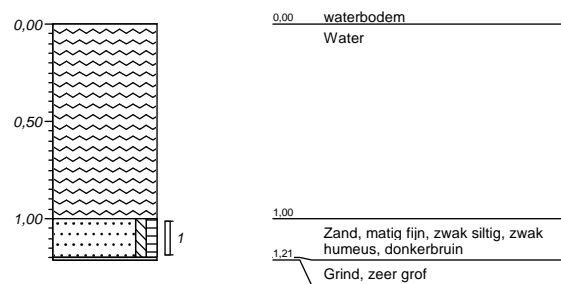 0,00
0,50
1,00
1
0,00 waterbodem
Water
1,00
Zand, matig fijn, zwak siltig, zwak
humeus, donkerbruin
1,21
Grind, zeer grof